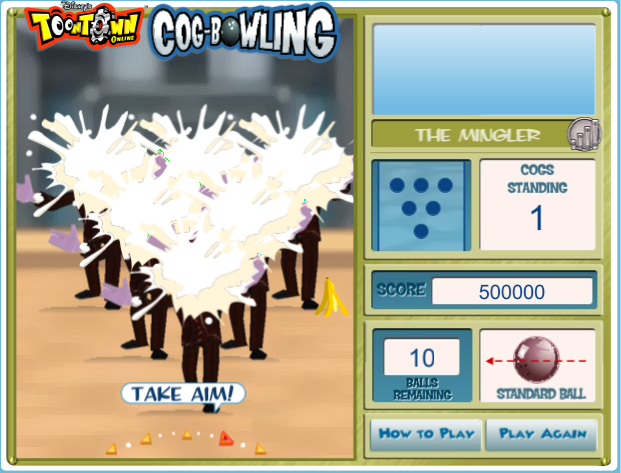 Disney's
TOONTOWN
ONLINE
COG-BOWLING
THE MINGLER
COGS
STANDING
1
SCORE
500000
10
BALLS
REMAINING
STANDARD BALL
TAKE AIM!
HOW TO PLAY
PLAY AGAIN